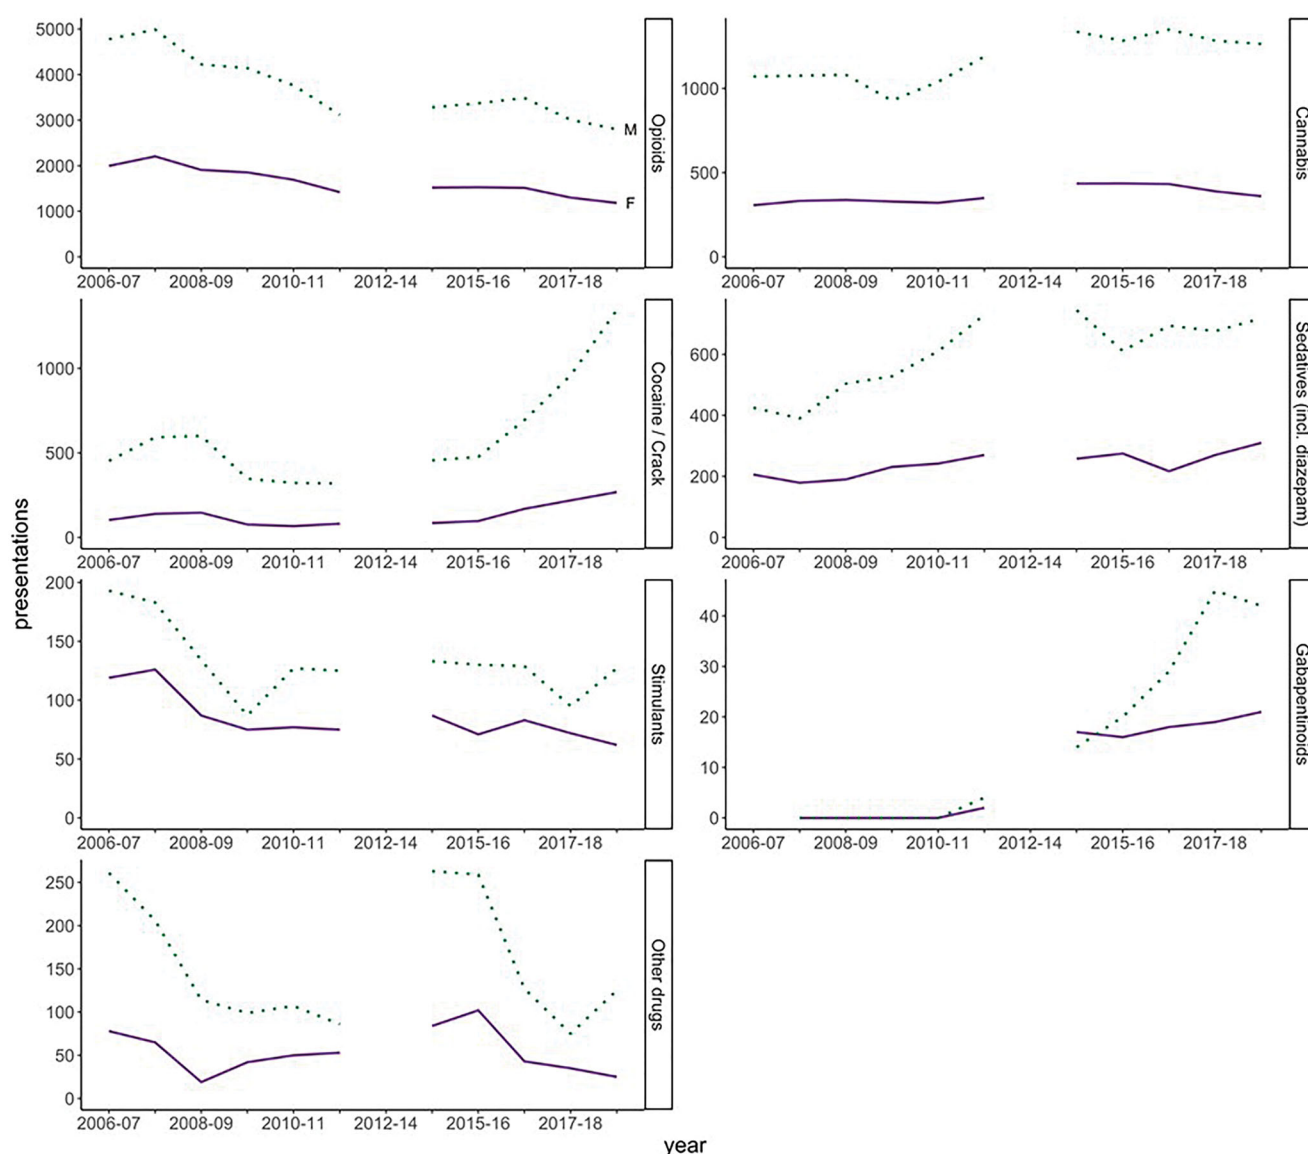 5000
4000
3000
2000
1000
0
M
F
Opioids
2006-07 2008-09 2010-11 2012-14 2015-16 2017-18
1000
500
0
Cannabis
2006-07 2008-09 2010-11 2012-14 2015-16 2017-18
1000
500
0
Cocaine / Crack
2006-07 2008-09 2010-11 2012-14 2015-16 2017-18
600
400
200
0
Sedatives (incl. diazepam)
2006-07 2008-09 2010-11 2012-14 2015-16 2017-18
presentations
200
150
100
50
0
Stimulants
2006-07 2008-09 2010-11 2012-14 2015-16 2017-18
40
30
20
10
0
Gabapentinoids
2006-07 2008-09 2010-11 2012-14 2015-16 2017-18
250
200
150
100
50
0
Other drugs
2006-07 2008-09 2010-11 2012-14 2015-16 2017-18
year